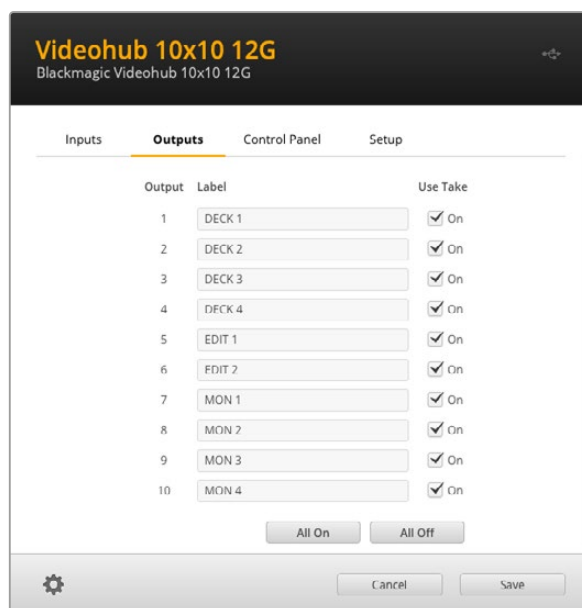 Videohub 10x10 12G
Blackmagic Videohub 10x10 12G
Inputs Outputs Control Panel Setup
Output Label Use Take
1 DECK 1 On
2 DECK 2 On
3 DECK 3 On
4 DECK 4 On
5 EDIT 1 On
6 EDIT 2 On
7 MON 1 On
8 MON 2 On
9 MON 3 On
10 MON 4 On
All On All Off
Cancel Save